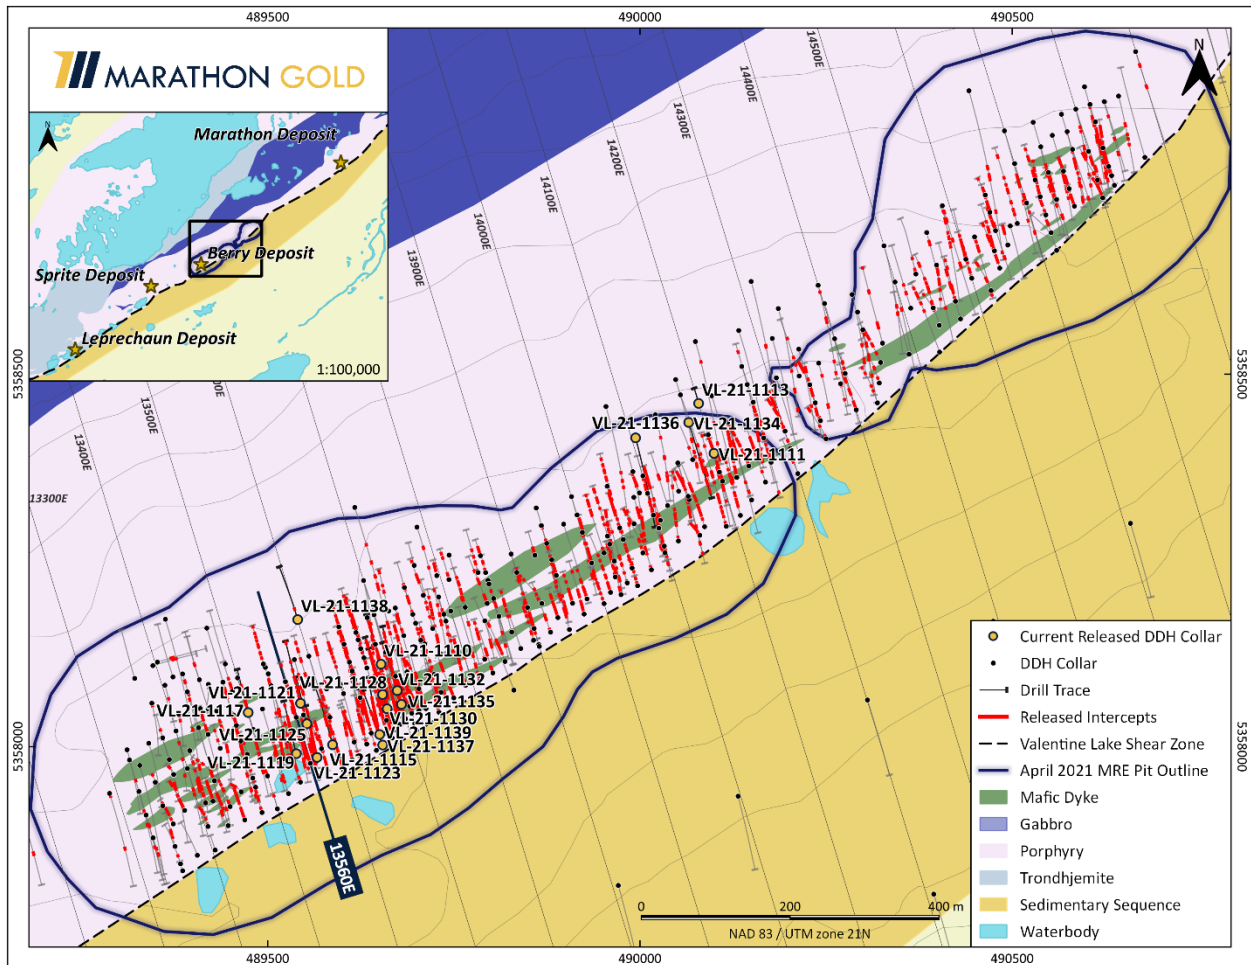 489500
490000
490500
MARATHON GOLD
N
Marathon Deposit
Berry Deposit
Sprite Deposit
Leprechaun Deposit
1:100,000
N
14500E
14400E
14300E
14200E
14100E
14000E
13900E
13500E
13400E
13300E
5358500
5358500
VL-21-1113
VL-21-1136
VL-21-1134
VL-21-1111
VL-21-1138
VL-21-1110
VL-21-1128
VL-21-1132
VL-21-1121
VL-21-1135
VL-21-1117
VL-21-1130
VL-21-1125
VL-21-1139
VL-21-1137
VL-21-1119
VL-21-1115
VL-21-1123
5358000
5358000
13560E
Current Released DDH Collar
DDH Collar
Drill Trace
Released Intercepts
Valentine Lake Shear Zone
April 2021 MRE Pit Outline
Mafic Dyke
Gabbro
Porphyry
Trondhjemite
Sedimentary Sequence
Waterbody
0
200
400 m
NAD 83 / UTM zone 21N
489500
490000
490500